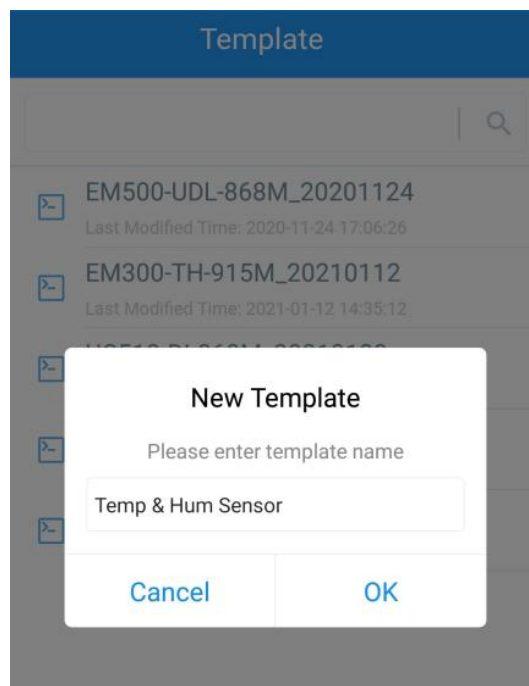 Template
EM500-UDL-868M_20201124
Last Modified Time: 2020-11-24 17:06:26
EM300-TH-915M_20210112
Last Modified Time: 2021-01-12 14:35:12
New Template
Please enter template name
Temp & Hum Sensor
Cancel
OK